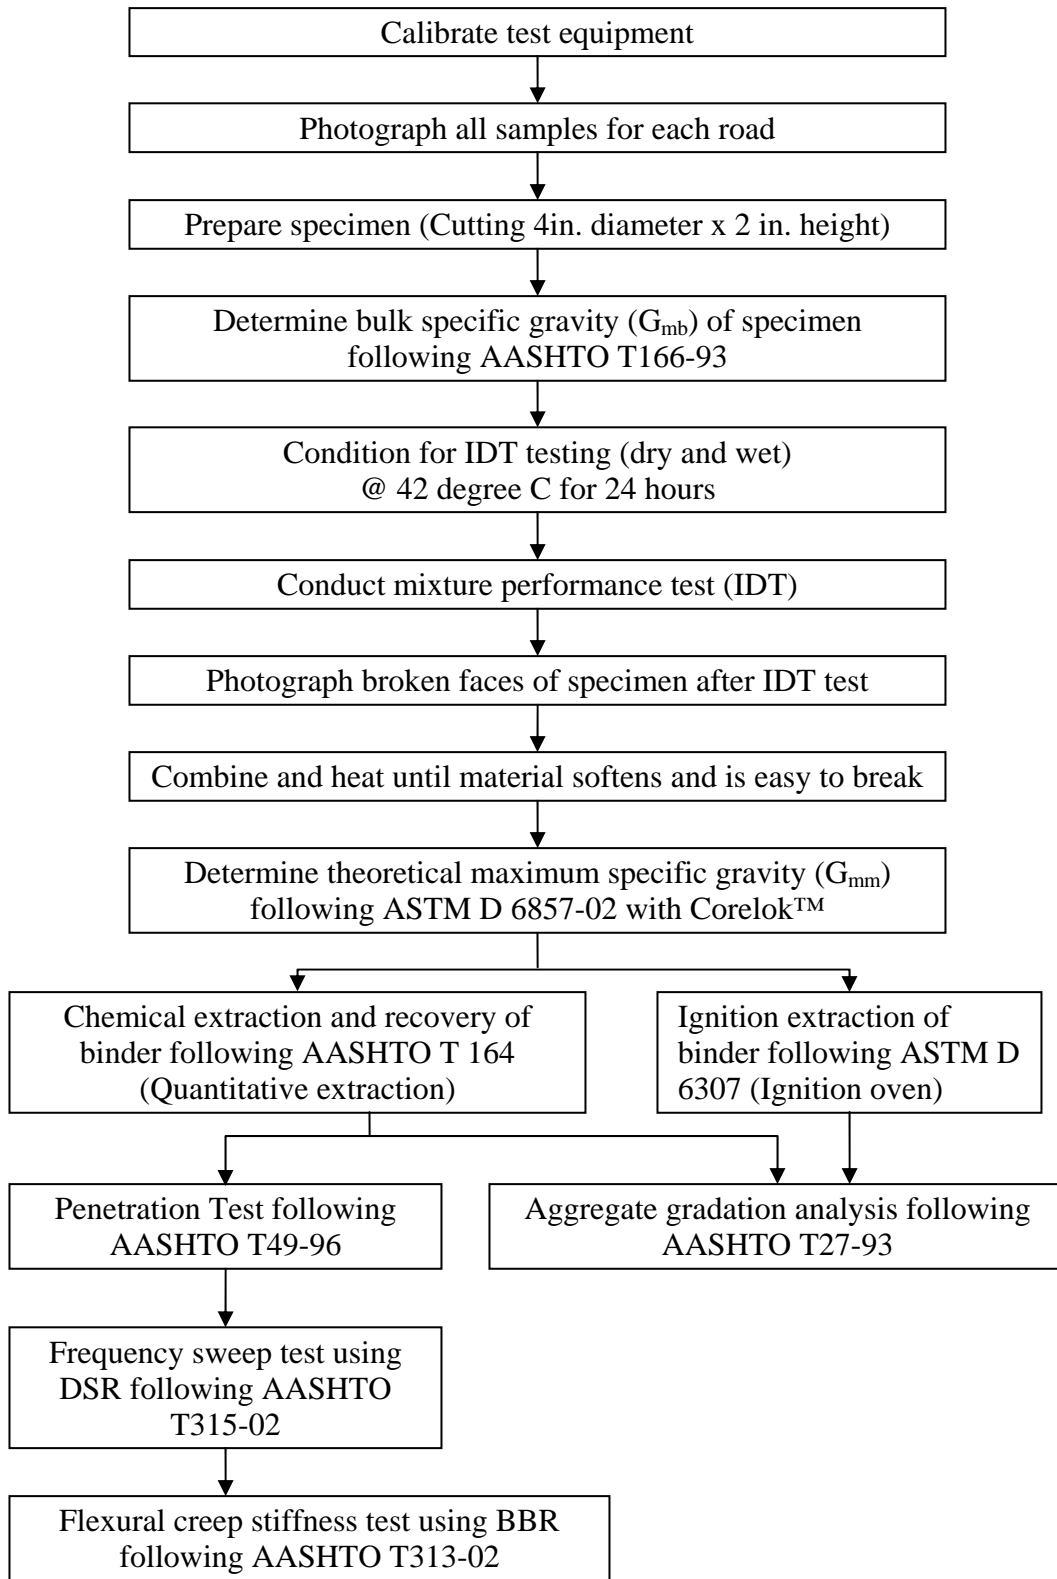 Calibrate test equipment
Photograph all samples for each road
Prepare specimen (Cutting 4in. diameter x 2 in. height)
Determine bulk specific gravity (Gmb) of specimen
following AASHTO T166-93
Condition for IDT testing (dry and wet)
@ 42 degree C for 24 hours
Conduct mixture performance test (IDT)
Photograph broken faces of specimen after IDT test
Combine and heat until material softens and is easy to break
Determine theoretical maximum specific gravity (Gmm)
following ASTM D 6857-02 with Corelok™
Chemical extraction and recovery of
binder following AASHTO T 164
(Quantitative extraction)
Ignition extraction of
binder following ASTM D
6307 (Ignition oven)
Penetration Test following
AASHTO T49-96
Aggregate gradation analysis following
AASHTO T27-93
Frequency sweep test using
DSR following AASHTO
T315-02
Flexural creep stiffness test using BBR
following AASHTO T313-02